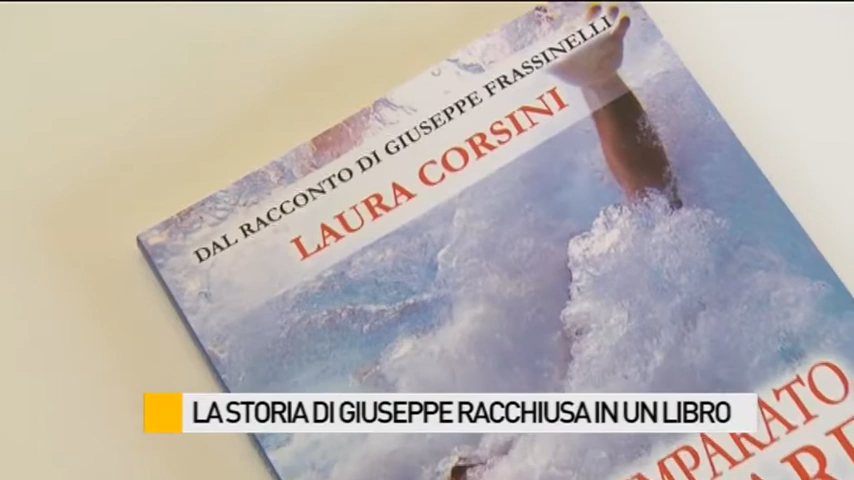 DAL RACCONTO DI GIUSEPPE FRASSINELLI
LAURA CORSINI
LA STORIA DI GIUSEPPE RACCHIUSA IN UN LIBRO